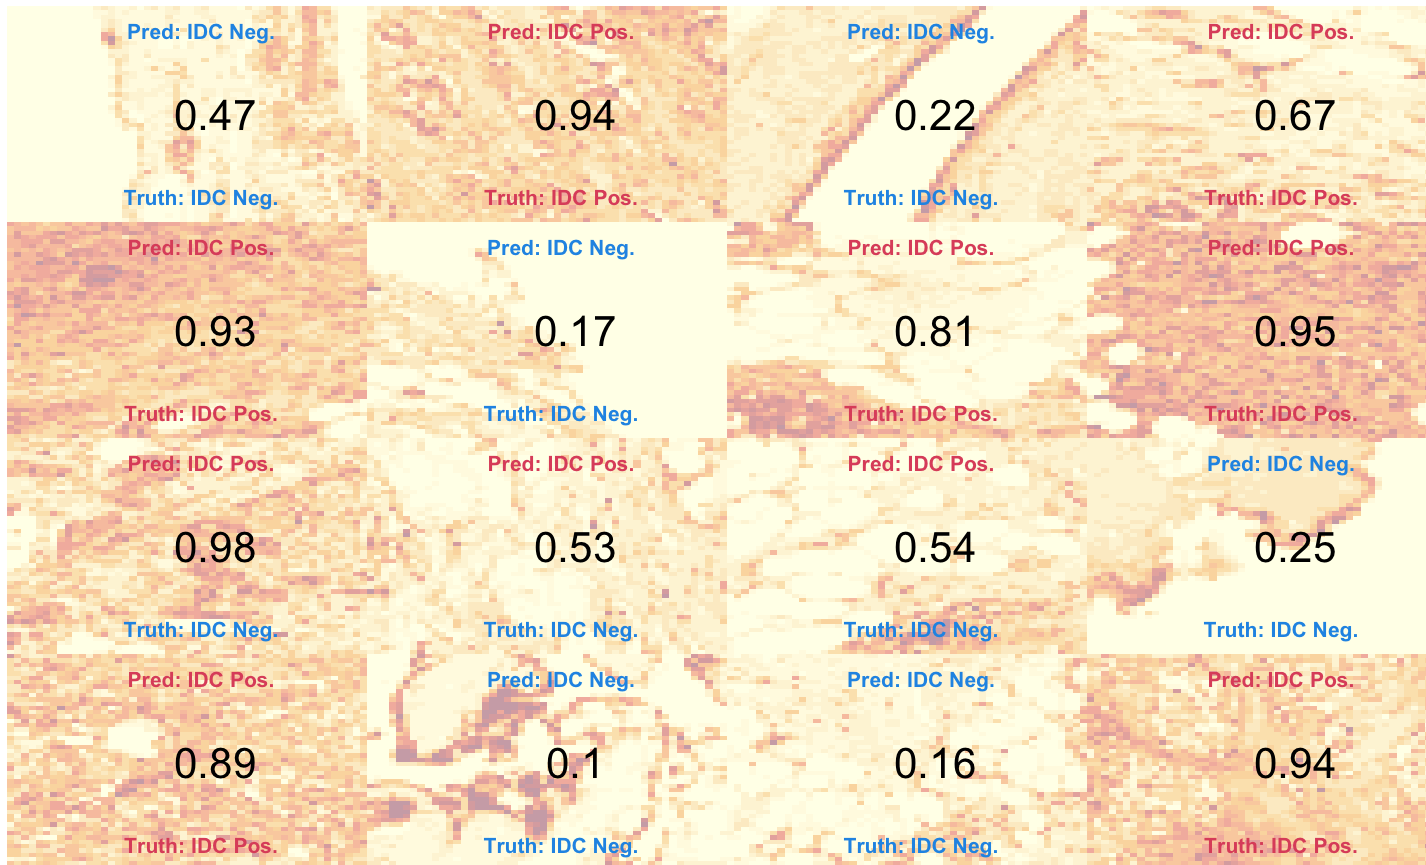 Pred: IDC Neg. Pred: IDC Pos. Pred: IDC Neg. Pred: IDC Pos.
0.47 0.94 0.22 0.67
Truth: IDC Neg. Truth: IDC Pos. Truth: IDC Neg. Truth: IDC Pos.
Pred: IDC Pos. Pred: IDC Neg. Pred: IDC Pos. Pred: IDC Pos.
0.93 0.17 0.81 0.95
Truth: IDC Pos. Truth: IDC Neg. Truth: IDC Pos. Truth: IDC Pos.
Pred: IDC Pos. Pred: IDC Pos. Pred: IDC Pos. Pred: IDC Neg.
0.98 0.53 0.54 0.25
Truth: IDC Neg. Truth: IDC Neg. Truth: IDC Neg. Truth: IDC Neg.
Pred: IDC Pos. Pred: IDC Neg. Pred: IDC Neg. Pred: IDC Pos.
0.89 0.1 0.16 0.94
Truth: IDC Pos. Truth: IDC Neg. Truth: IDC Neg. Truth: IDC Pos.